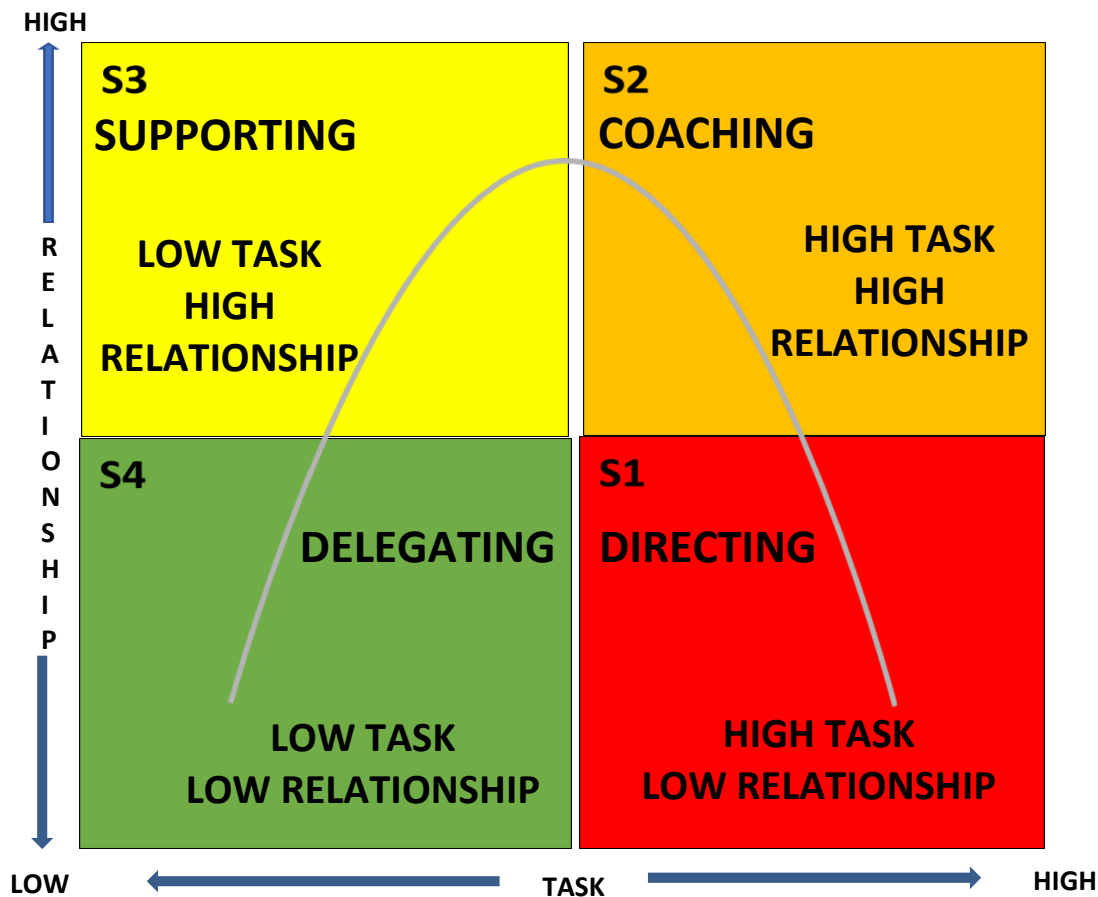 HIGH
S3
SUPPORTING
LOW TASK
HIGH
RELATIONSHIP
S2
COACHING
HIGH TASK
HIGH
RELATIONSHIP
RELATIONSHIP
S4
DELEGATING
LOW TASK
LOW RELATIONSHIP
S1
DIRECTING
HIGH TASK
LOW RELATIONSHIP
LOW
TASK
HIGH